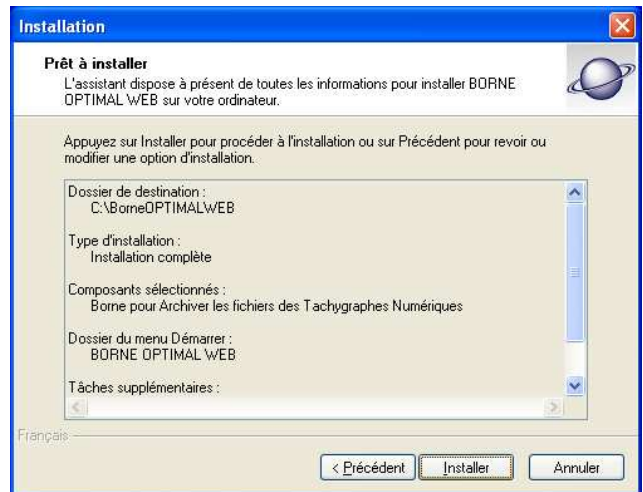 Installation
Prêt à installer
L'assistant dispose à présent de toutes les informations pour installer BORNE
OPTIMAL WEB sur votre ordinateur.
Appuyez sur Installer pour procéder à l'installation ou sur Précédent pour revoir ou
modifier une option d'installation.
Dossier de destination :
C:\BorneOPTIMALWEB
Type d'installation :
Installation complète
Composants sélectionnés :
Borne pour Archiver les fichiers des Tachygraphes Numériques
Dossier du menu Démarrer :
BORNE OPTIMAL WEB
Tâches supplémentaires :
Français
< Précédent Installer Annuler